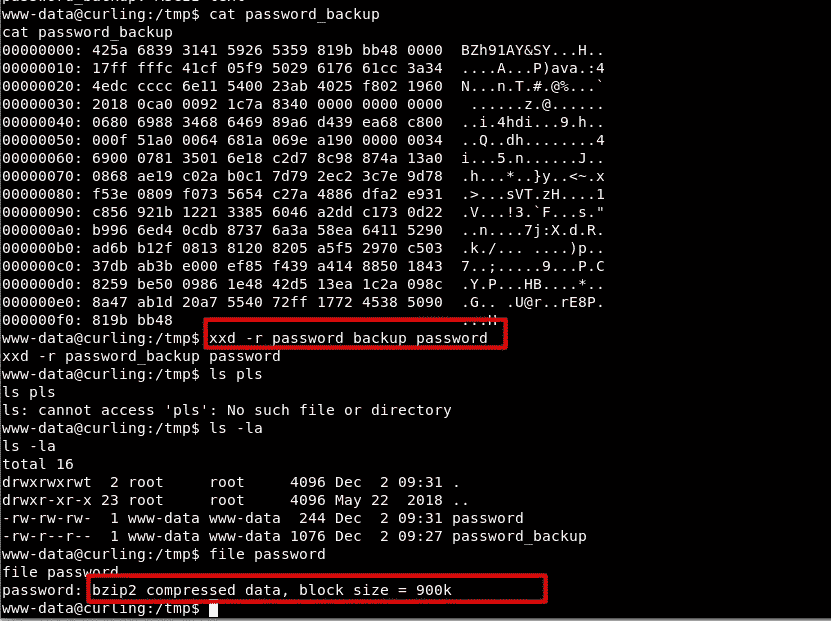 password_backup: ASCII text
www-data@curling:/tmp$ cat password_backup
cat password_backup
00000000: 425a 6839 3141 5926 5359 819b bb48 0000  BZh91AY&SY...H..
00000010: 17ff fffc 41cf 05f9 5029 6176 61cc 3a34  ....A...P)ava.:4
00000020: 4edc cccc 6e11 5400 23ab 4025 f802 1960  N...n.T.#.@%...`
00000030: 2018 0ca0 0092 1c7a 8340 0000 0000 0000   ......z.@......
00000040: 0680 6988 3468 6469 89a6 d439 ea68 c800  ..i.4hdi...9.h..
00000050: 000f 51a0 0064 681a 069e a190 0000 0034  ..Q..dh........4
00000060: 6900 0781 3501 6e18 c2d7 8c98 874a 13a0  i...5.n......J..
00000070: 0868 ae19 c02a b0c1 7d79 2ec2 3c7e 9d78  .h...*..}y..<~.x
00000080: f53e 0809 f073 5654 c27a 4886 dfa2 e931  .>...sVT.zH....1
00000090: c856 921b 1221 3385 6046 a2dd c173 0d22  .V...!3.`F...s."
000000a0: b996 6ed4 0cdb 8737 6a3a 58ea 6411 5290  ..n....7j:X.d.R.
000000b0: ad6b b12f 0813 8120 8205 a5f5 2970 c503  .k./... ....)p..
000000c0: 37db ab3b e000 ef85 f439 a414 8850 1843  7..;.....9...P.C
000000d0: 8259 be50 0986 1e48 42d5 13ea 1c2a 098c  .Y.P...HB....*..
000000e0: 8a47 ab1d 20a7 5540 72ff 1772 4538 5090  .G.. .U@r..rE8P.
000000f0: 819b bb48                                ...H
www-data@curling:/tmp$ xxd -r password_backup password
xxd -r password_backup password
www-data@curling:/tmp$ ls pls
ls pls
ls: cannot access 'pls': No such file or directory
www-data@curling:/tmp$ ls -la
ls -la
total 16
drwxrwxrwt  2 root     root     4096 Dec  2 09:31 .
drwxr-xr-x 23 root     root     4096 May 22  2018 ..
-rw-rw-rw-  1 www-data www-data  244 Dec  2 09:31 password
-rw-r--r--  1 www-data www-data 1076 Dec  2 09:27 password_backup
www-data@curling:/tmp$ file password
file password
password: bzip2 compressed data, block size = 900k
www-data@curling:/tmp$